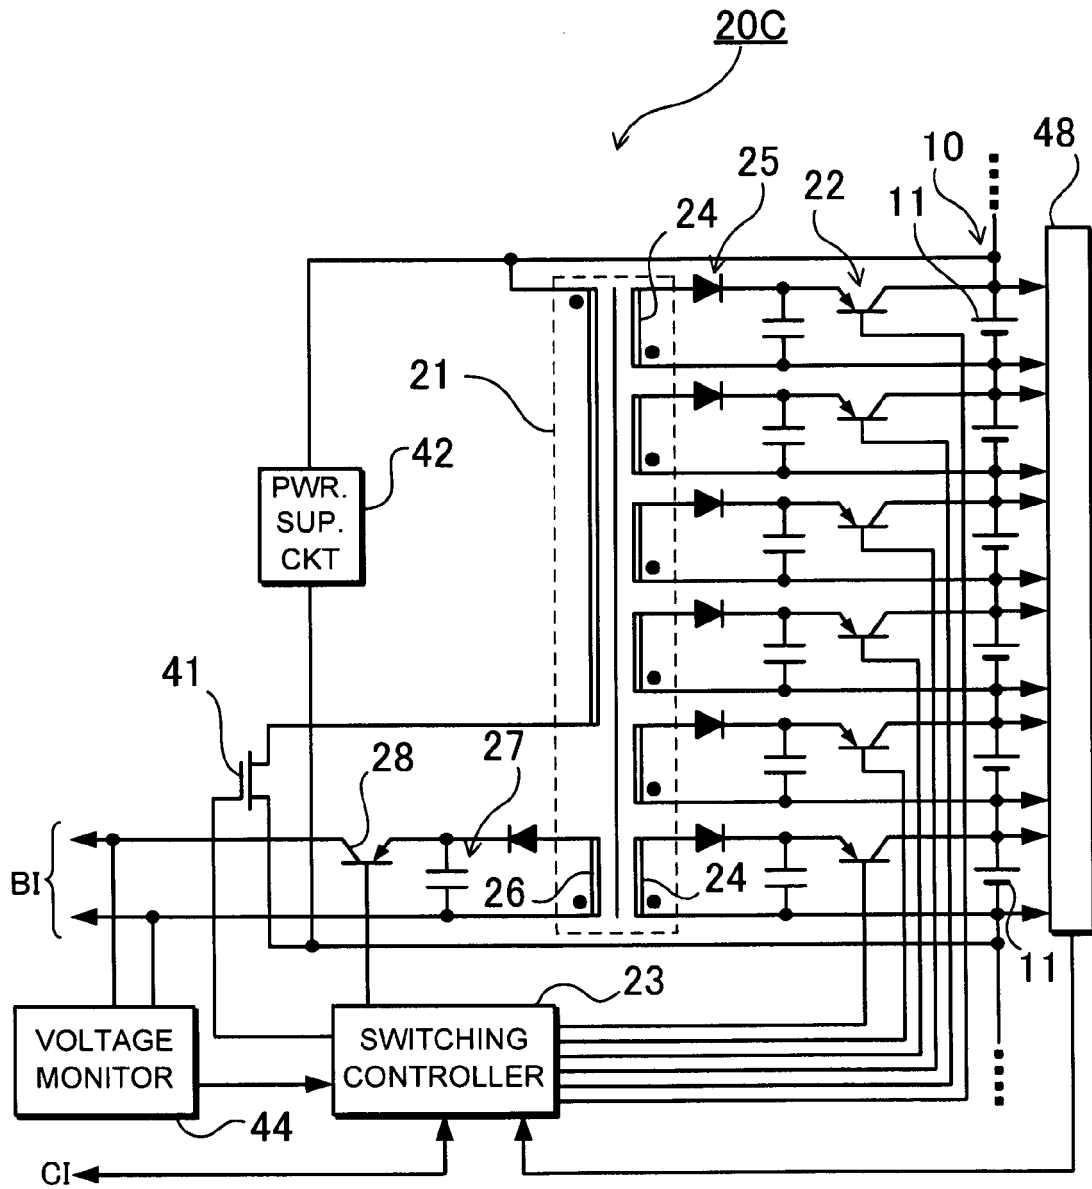 20C
10
48
25
11
22
24
21
42
PWR.
SUP.
CKT
41
28
27
BI
26
24
11
23
VOLTAGE
MONITOR
SWITCHING
CONTROLLER
44
CI